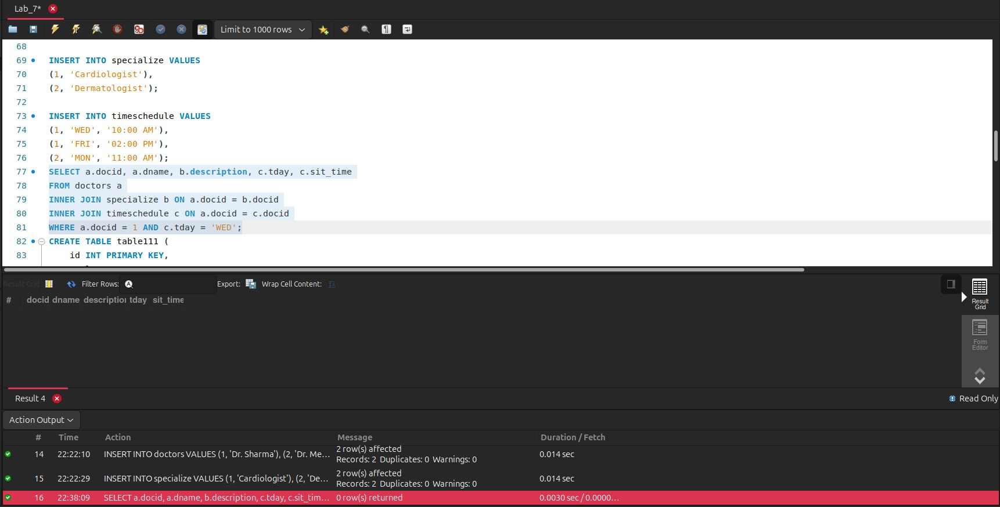 Lab_7*
Limit to 1000 rows
68
69 INSERT INTO specialize VALUES
70 (1, 'Cardiologist'),
71 (2, 'Dermatologist');
72
73 INSERT INTO timeschedule VALUES
74 (1, 'WED', '10:00 AM'),
75 (1, 'FRI', '02:00 PM'),
76 (2, 'MON', '11:00 AM');
77 SELECT a.docid, a.dname, b.description, c.tday, c.sit_time
78 FROM doctors a
79 INNER JOIN specialize b ON a.docid = b.docid
80 INNER JOIN timeschedule c ON a.docid = c.docid
81 WHERE a.docid = 1 AND c.tday = 'WED';
82 CREATE TABLE table111 (
83 id INT PRIMARY KEY,
Result Grid Filter Rows: Export: Wrap Cell Content:
# docid dname description tday sit_time
Result
Grid
Form
Editor
Result 4 Read Only
Action Output
# Time Action Message Duration / Fetch
14 22:22:10 INSERT INTO doctors VALUES (1, 'Dr. Sharma'), (2, 'Dr. Me... 2 row(s) affected
Records: 2 Duplicates: 0 Warnings: 0 0.014 sec
15 22:22:29 INSERT INTO specialize VALUES (1, 'Cardiologist'), (2, 'De... 2 row(s) affected
Records: 2 Duplicates: 0 Warnings: 0 0.014 sec
16 22:38:09 SELECT a.docid, a.dname, b.description, c.tday, c.sit_tim... 0 row(s) returned 0.0030 sec / 0.0000...